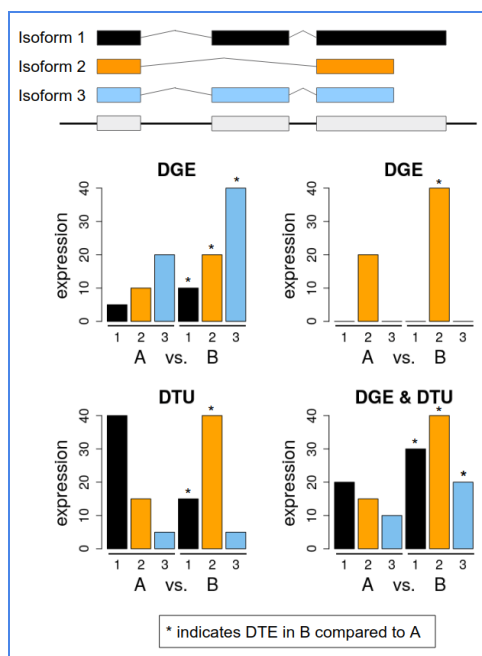 Isoform 1
Isoform 2
Isoform 3
DGE
expression
0 10 20 30 40
* * *
1 2 3 1 2 3
A vs. B
DGE
expression
0 10 20 30 40
*
1 2 3 1 2 3
A vs. B
DTU
expression
0 10 20 30 40
* *
1 2 3 1 2 3
A vs. B
DGE & DTU
expression
0 10 20 30 40
* * *
1 2 3 1 2 3
A vs. B
* indicates DTE in B compared to A